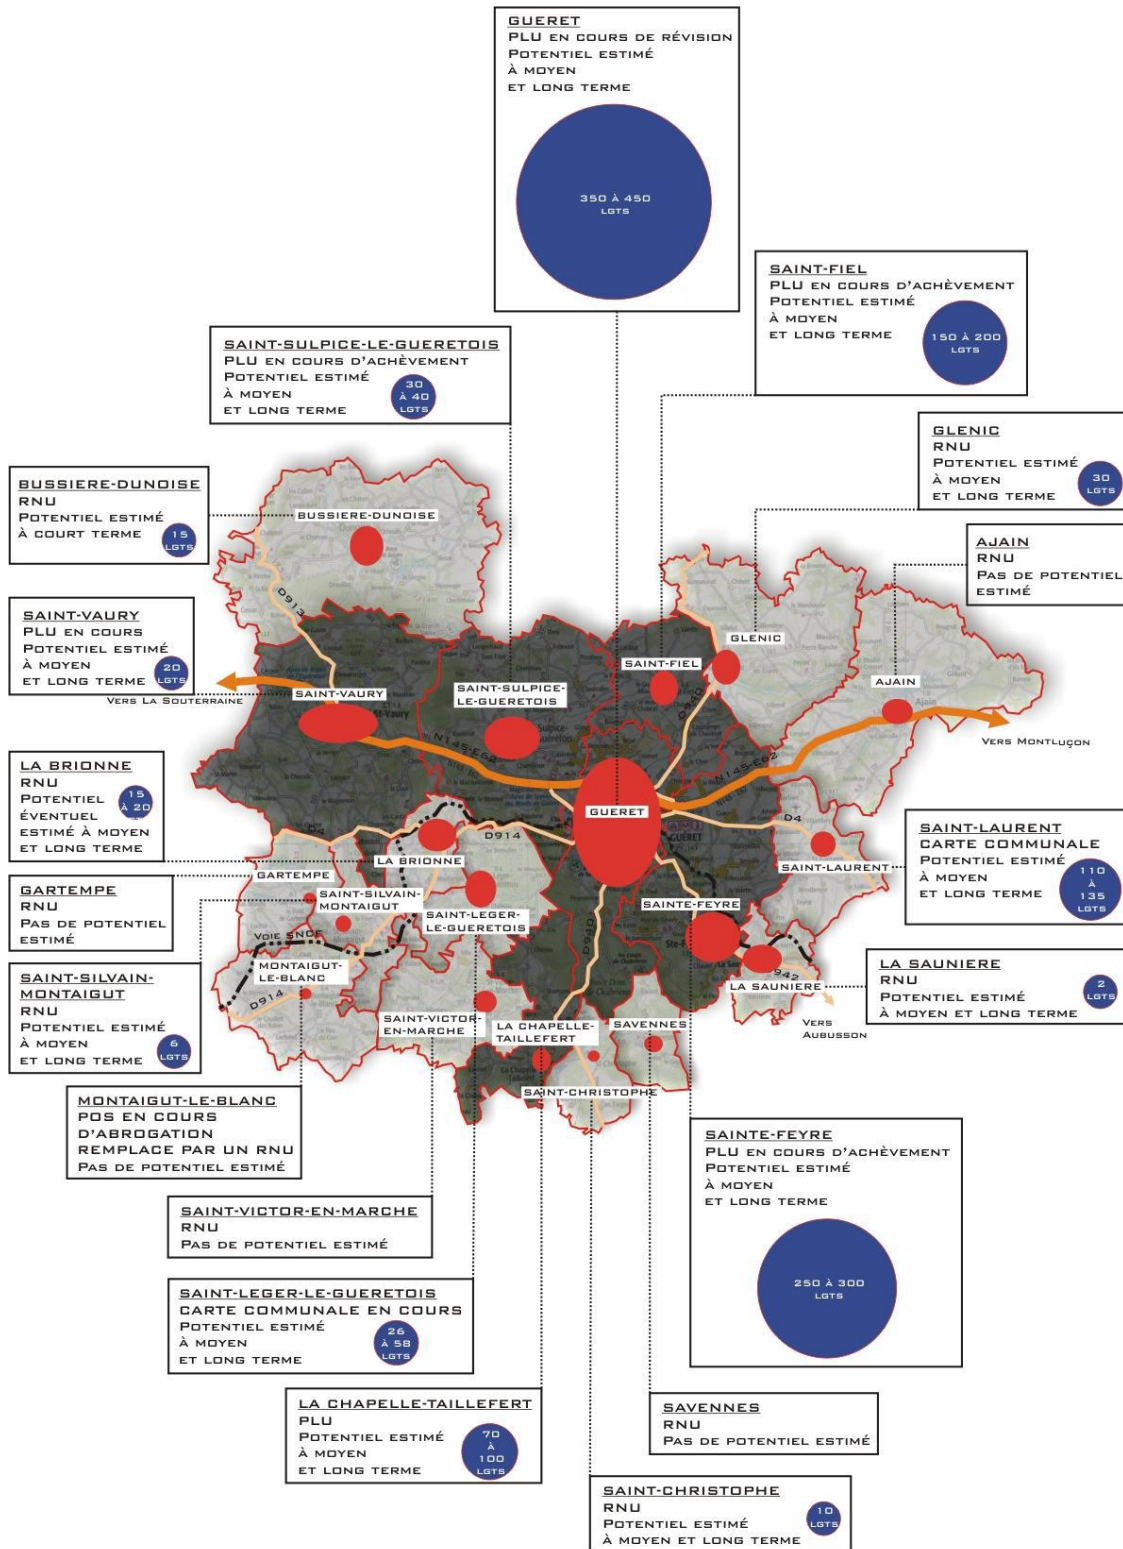 GUERET
PLU EN COURS DE RÉVISION
POTENTIEL ESTIMÉ
À MOYEN
ET LONG TERME
350 À 450
LGTS
SAINT-FIEL
PLU EN COURS D'ACHÈVEMENT
POTENTIEL ESTIMÉ
À MOYEN
ET LONG TERME
150 À 200
LGTS
SAINT-SULPICE-LE-GUERETOIS
PLU EN COURS D'ACHÈVEMENT
POTENTIEL ESTIMÉ
À MOYEN
ET LONG TERME
30
À 40
LGTS
GLENIC
RNU
POTENTIEL ESTIMÉ
À MOYEN
ET LONG TERME
30
LGTS
BUSSIERE-DUNOISE
RNU
POTENTIEL ESTIMÉ
À COURT TERME
15
LGTS
AJAIN
RNU
PAS DE POTENTIEL
ESTIMÉ
SAINT-VAURY
PLU EN COURS
POTENTIEL ESTIMÉ
À MOYEN
ET LONG TERME
20
LGTS
VERS LA SOUTERRAINE
LA BRIONNE
RNU
POTENTIEL
ÉVENTUEL
ESTIMÉ À MOYEN
ET LONG TERME
15
À 20
GARTEMPE
RNU
PAS DE POTENTIEL
ESTIMÉ
SAINT-SILVAIN-
MONTAIGUT
RNU
POTENTIEL ESTIMÉ
À MOYEN
ET LONG TERME
6
LGTS
BUSSIERE-DUNOISE
D913
SAINT-VAURY
St-Vaury
SAINT-SULPICE-
LE-GUERETOIS
SAINT-FIEL
GLENIC
AJAIN
Ajain
D940
N145-E62
N145-E62
VERS MONTLUÇON
GUERET
GUÉRET
D4
SAINT-LAURENT
D4
D914
LA BRIONNE
GARTEMPE
SAINT-SILVAIN-
MONTAIGUT
SAINT-LEGER-
LE-GUERETOIS
SAINTE-FEYRE
VOIE SNCF
MONTAIGUT-
LE-BLANC
D914
D940
LA SAUNIERE
D942
VERS
AUBUSSON
SAINT-VICTOR-
EN-MARCHE
LA CHAPELLE-
TAILLEFERT
SAVENNES
SAINT-CHRISTOPHE
SAINT-LAURENT
CARTE COMMUNALE
POTENTIEL ESTIMÉ
À MOYEN
ET LONG TERME
110
À
135
LGTS
LA SAUNIERE
RNU
POTENTIEL ESTIMÉ
À MOYEN ET LONG TERME
2
LGTS
MONTAIGUT-LE-BLANC
POS EN COURS
D'ABROGATION
REMPLACE PAR UN RNU
PAS DE POTENTIEL ESTIMÉ
SAINTE-FEYRE
PLU EN COURS D'ACHÈVEMENT
POTENTIEL ESTIMÉ
À MOYEN
ET LONG TERME
250 À 300
LGTS
SAINT-VICTOR-EN-MARCHE
RNU
PAS DE POTENTIEL ESTIMÉ
SAINT-LEGER-LE-GUERETOIS
CARTE COMMUNALE EN COURS
POTENTIEL ESTIMÉ
À MOYEN
ET LONG TERME
26
À 58
LGTS
LA CHAPELLE-TAILLEFERT
PLU
POTENTIEL ESTIMÉ
À MOYEN
ET LONG TERME
70
À
100
LGTS
SAVENNES
RNU
PAS DE POTENTIEL ESTIMÉ
SAINT-CHRISTOPHE
RNU
POTENTIEL ESTIMÉ
À MOYEN ET LONG TERME
10
LGTS